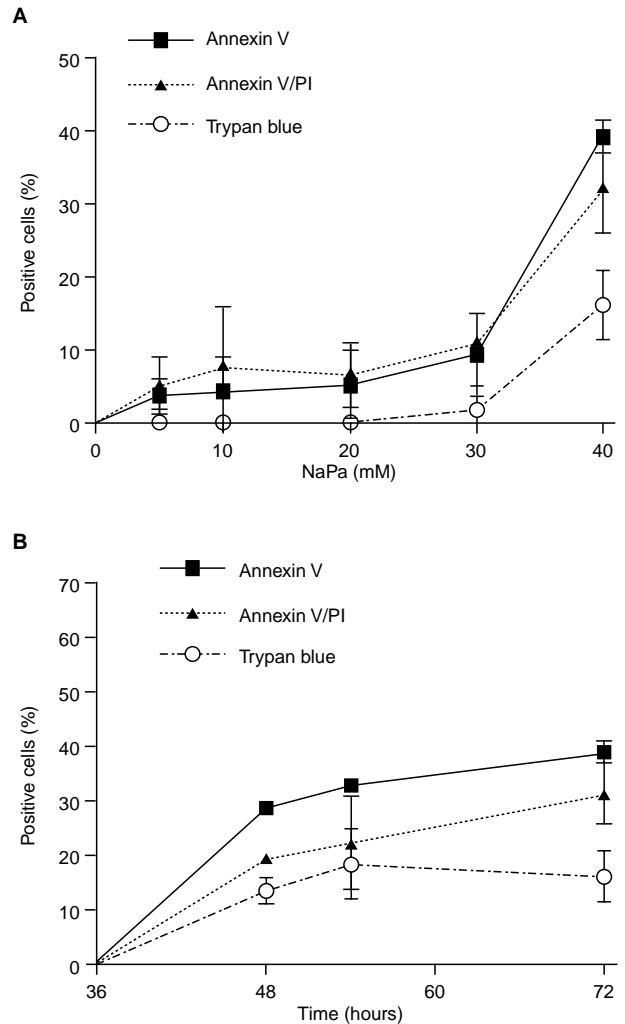 A
Annexin V
Annexin V/PI
Trypan blue
50
40
30
20
10
0
Positive cells (%)
0 10 20 30 40
NaPa (mM)
B
Annexin V
Annexin V/PI
Trypan blue
70
60
50
40
30
20
10
0
Positive cells (%)
36 48 60 72
Time (hours)